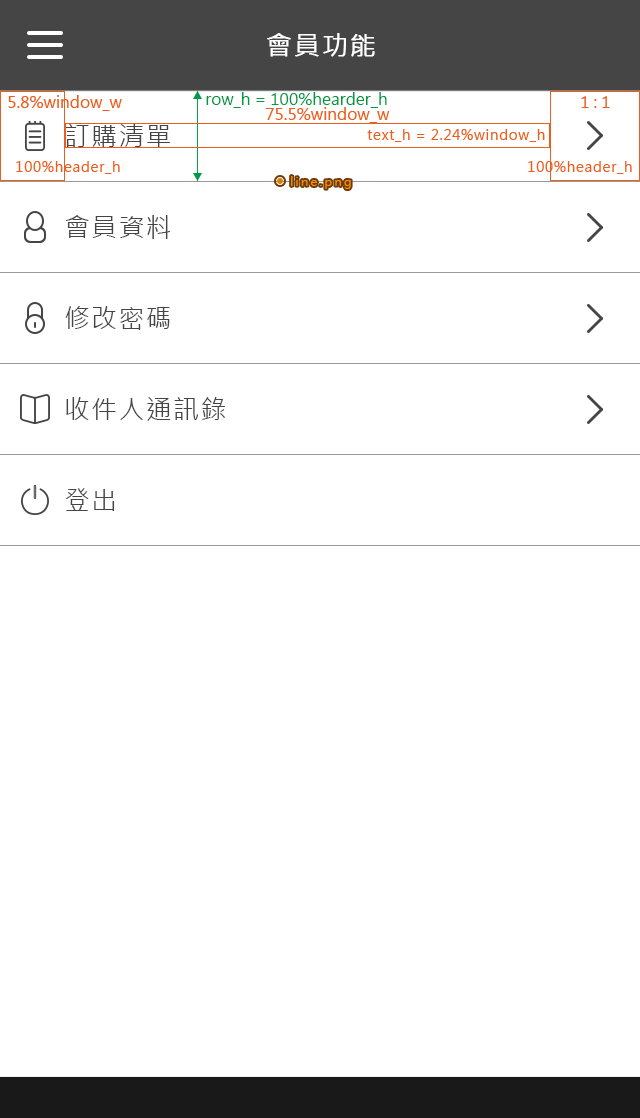 會員功能
5.8%window_w
row_h = 100%hearder_h
1 : 1
75.5%window_w
訂購清單
text_h = 2.24%window_h
100%header_h
100%header_h
line.png
會員資料
修改密碼
收件人通訊錄
登出